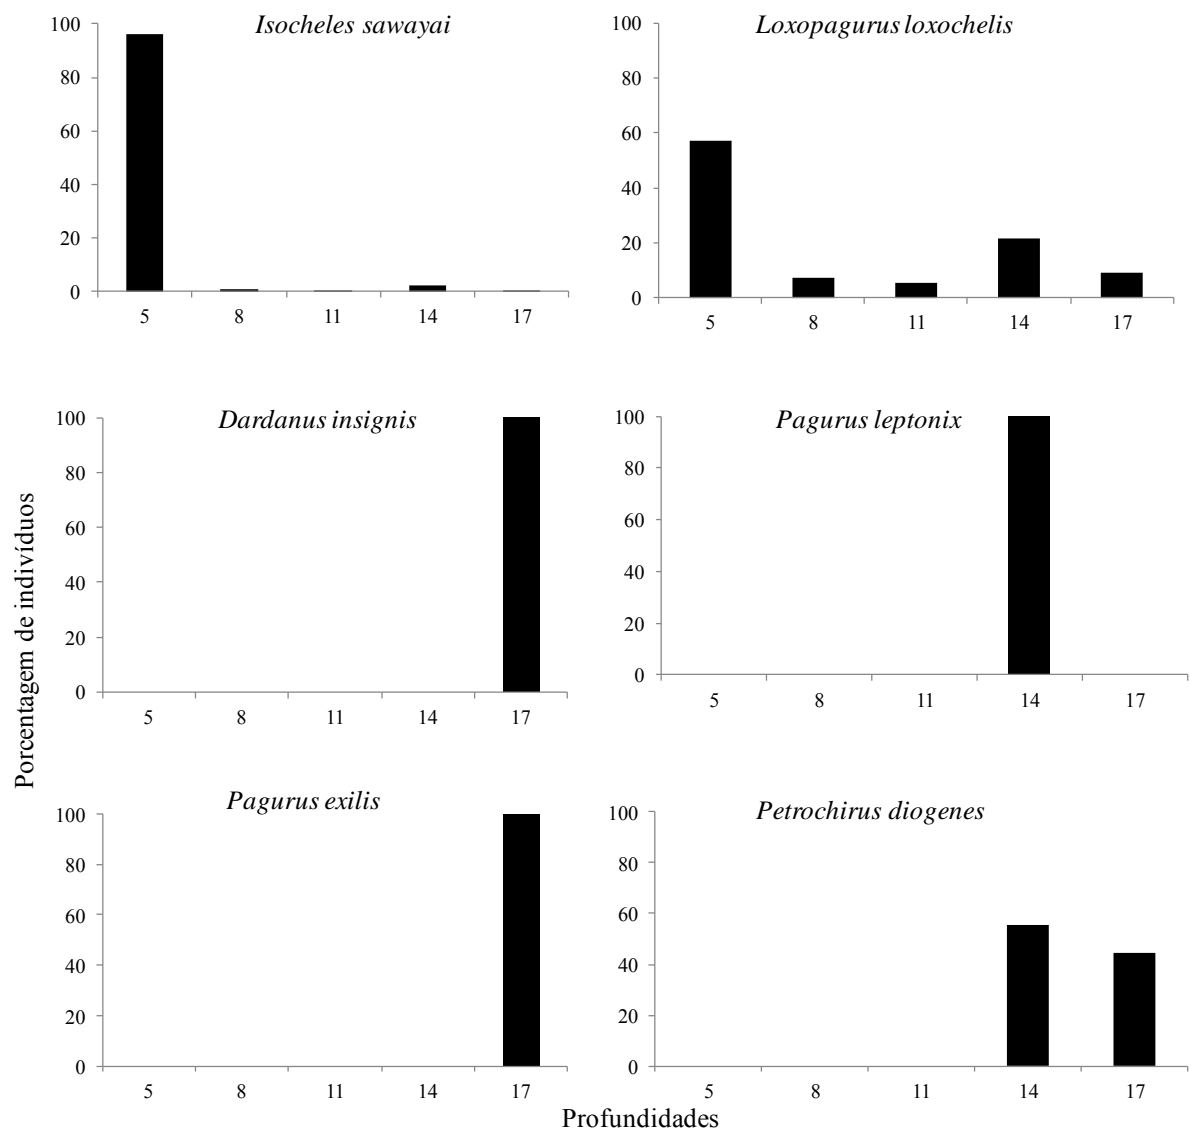 Isocheles sawayai
100
80
60
40
20
0
5 8 11 14 17
Loxopagurus loxochelis
100
80
60
40
20
0
5 8 11 14 17
Porcentagem de indivíduos
Dardanus insignis
100
80
60
40
20
0
5 8 11 14 17
Pagurus leptonix
100
80
60
40
20
0
5 8 11 14 17
Pagurus exilis
100
80
60
40
20
0
5 8 11 14 17
Petrochirus diogenes
100
80
60
40
20
0
5 8 11 14 17
Profundidades